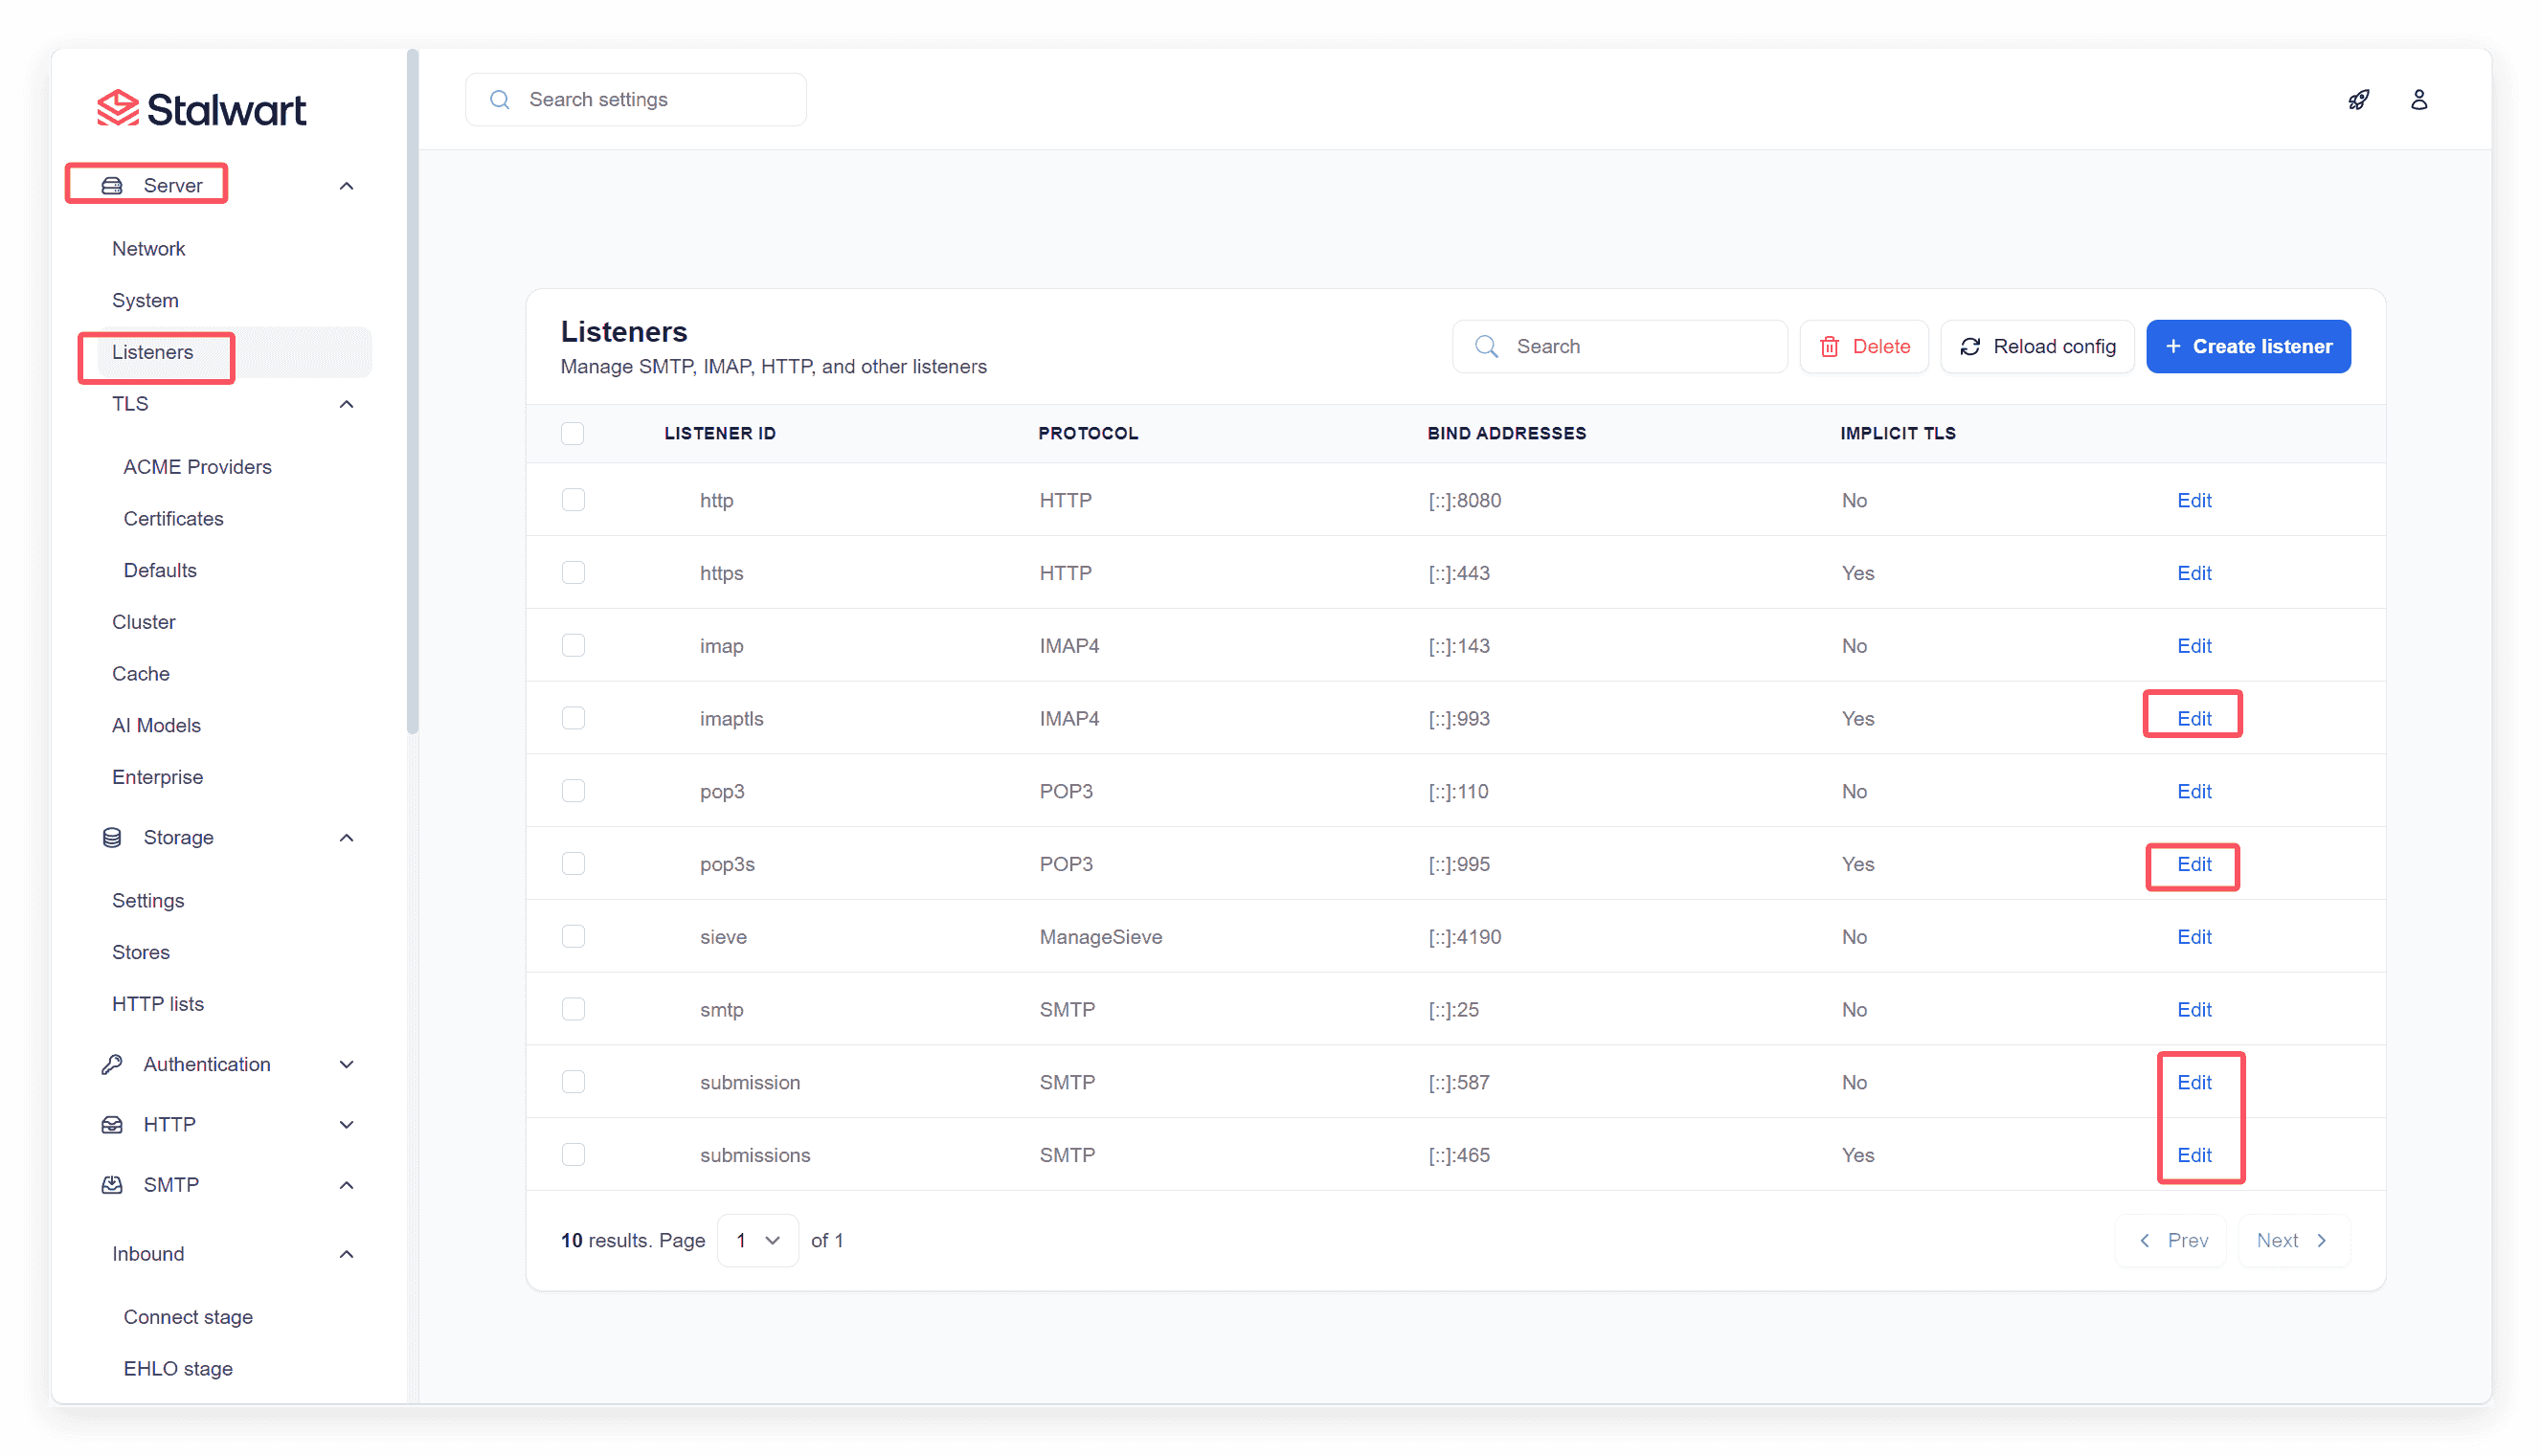 Stalwart
Search settings
Server
Network
System
Listeners
TLS
ACME Providers
Certificates
Defaults
Cluster
Cache
AI Models
Enterprise
Storage
Settings
Stores
HTTP lists
Authentication
HTTP
SMTP
Inbound
Connect stage
EHLO stage
Listeners
Manage SMTP, IMAP, HTTP, and other listeners
Search Delete Reload config + Create listener
LISTENER ID PROTOCOL BIND ADDRESSES IMPLICIT TLS
http HTTP [::]:8080 No Edit
https HTTP [::]:443 Yes Edit
imap IMAP4 [::]:143 No Edit
imaptls IMAP4 [::]:993 Yes Edit
pop3 POP3 [::]:110 No Edit
pop3s POP3 [::]:995 Yes Edit
sieve ManageSieve [::]:4190 No Edit
smtp SMTP [::]:25 No Edit
submission SMTP [::]:587 No Edit
submissions SMTP [::]:465 Yes Edit
10 results. Page 1 of 1 Prev Next